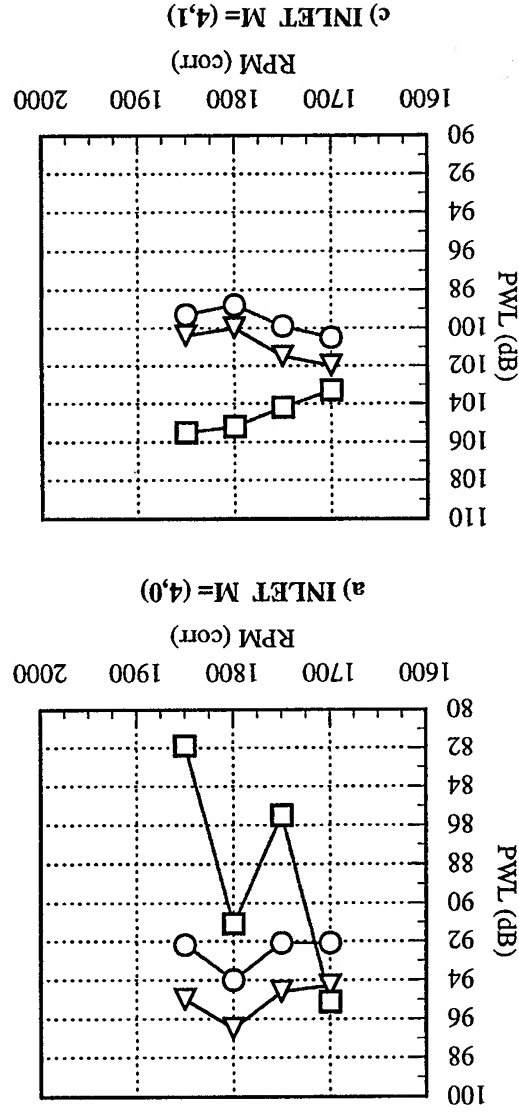 100
98
96
94
92
90
88
86
84
82
80
PWL (dB)
1600 1700 1800 1900 2000
RPM (corr)
a) INLET M= (4,0)
110
108
106
104
102
100
98
96
94
92
90
PWL (dB)
1600 1700 1800 1900 2000
RPM (corr)
c) INLET M= (4,1)